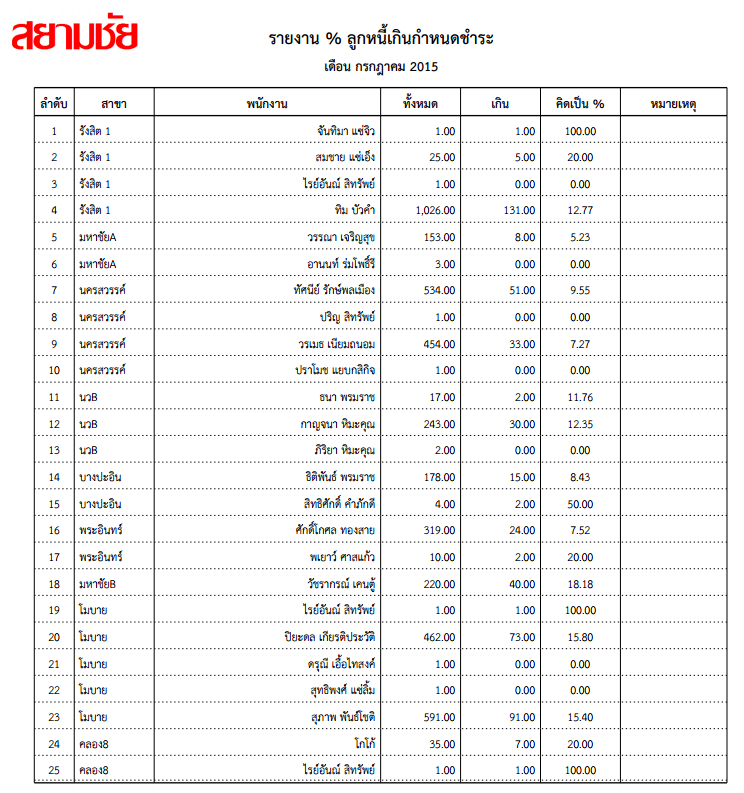 สยามชัย
รายงาน % ลูกหนี้เกินกำหนดชำระ
เดือน กรกฎาคม 2015
ลำดับ สาขา พนักงาน ทั้งหมด เกิน คิดเป็น % หมายเหตุ
1 รังสิต 1 จันทิมา แซ่จิว 1.00 1.00 100.00
2 รังสิต 1 สมชาย แซ่เอ็ง 25.00 5.00 20.00
3 รังสิต 1 ไรย์อันณ์ สิทรัพย์ 1.00 0.00 0.00
4 รังสิต 1 ทิม บัวคำ 1,026.00 131.00 12.77
5 มหาชัยA วรรณา เจริญสุข 153.00 8.00 5.23
6 มหาชัยA อานนท์ ร่มโพธิ์รี 3.00 0.00 0.00
7 นครสวรรค์ ทัศนีย์ รักษ์พลเมือง 534.00 51.00 9.55
8 นครสวรรค์ ปริญ สิทรัพย์ 1.00 0.00 0.00
9 นครสวรรค์ วรเมธ เนียมถนอม 454.00 33.00 7.27
10 นครสวรรค์ ปราโมช แยบกสิกิจ 1.00 0.00 0.00
11 นวB ธนา พรมราช 17.00 2.00 11.76
12 นวB กาญจนา หิมะคุณ 243.00 30.00 12.35
13 นวB ภิริยา หิมะคุณ 2.00 0.00 0.00
14 บางปะอิน ธิติพันธ์ พรมราช 178.00 15.00 8.43
15 บางปะอิน สิทธิศักดิ์ คำภักดี 4.00 2.00 50.00
16 พระอินทร์ ศักดิ์โกศล ทองสาย 319.00 24.00 7.52
17 พระอินทร์ พเยาว์ ศาสแก้ว 10.00 2.00 20.00
18 มหาชัยB วัชรากรณ์ เคนตู้ 220.00 40.00 18.18
19 โมบาย ไรย์อันณ์ สิทรัพย์ 1.00 1.00 100.00
20 โมบาย ปิยะดล เกียรติประวัติ 462.00 73.00 15.80
21 โมบาย ดรุณี เอื้อไทสงค์ 1.00 0.00 0.00
22 โมบาย สุทธิพงศ์ แซ่ลิ้ม 1.00 0.00 0.00
23 โมบาย สุภาพ พันธ์โชติ 591.00 91.00 15.40
24 คลอง8 โกโก้ 35.00 7.00 20.00
25 คลอง8 ไรย์อันณ์ สิทรัพย์ 1.00 1.00 100.00